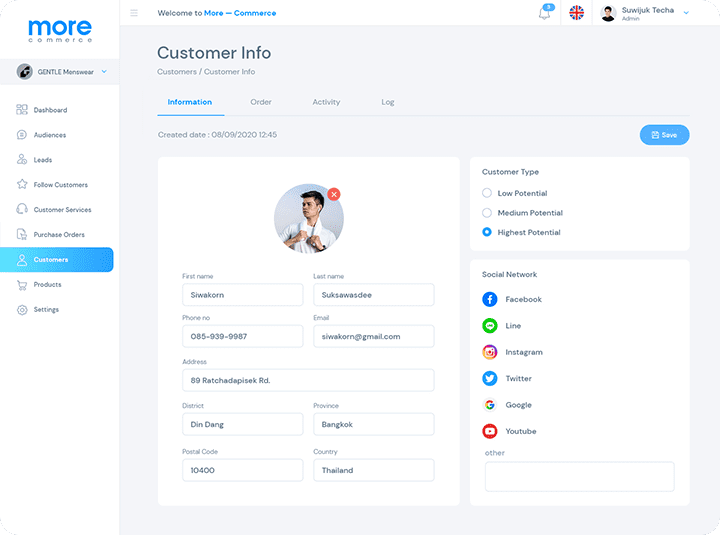 more
commerce
Welcome to More — Commerce
5
Suwijuk Techa
Admin
GENTLE Menswear
Dashboard
Audiences
Leads
Follow Customers
Customer Services
Purchase Orders
Customers
Products
Settings
Customer Info
Customers / Customer Info
Information Order Activity Log
Created date : 08/09/2020 12:45
Save
First name Last name
Siwakorn Suksawasdee
Phone no Email
085-939-9987 siwakorn@gmail.com
Address
89 Ratchadapisek Rd.
District Province
Din Dang Bangkok
Postal Code Country
10400 Thailand
Customer Type
Low Potential
Medium Potential
Highest Potential
Social Network
Facebook
Line
Instagram
Twitter
Google
Youtube
other